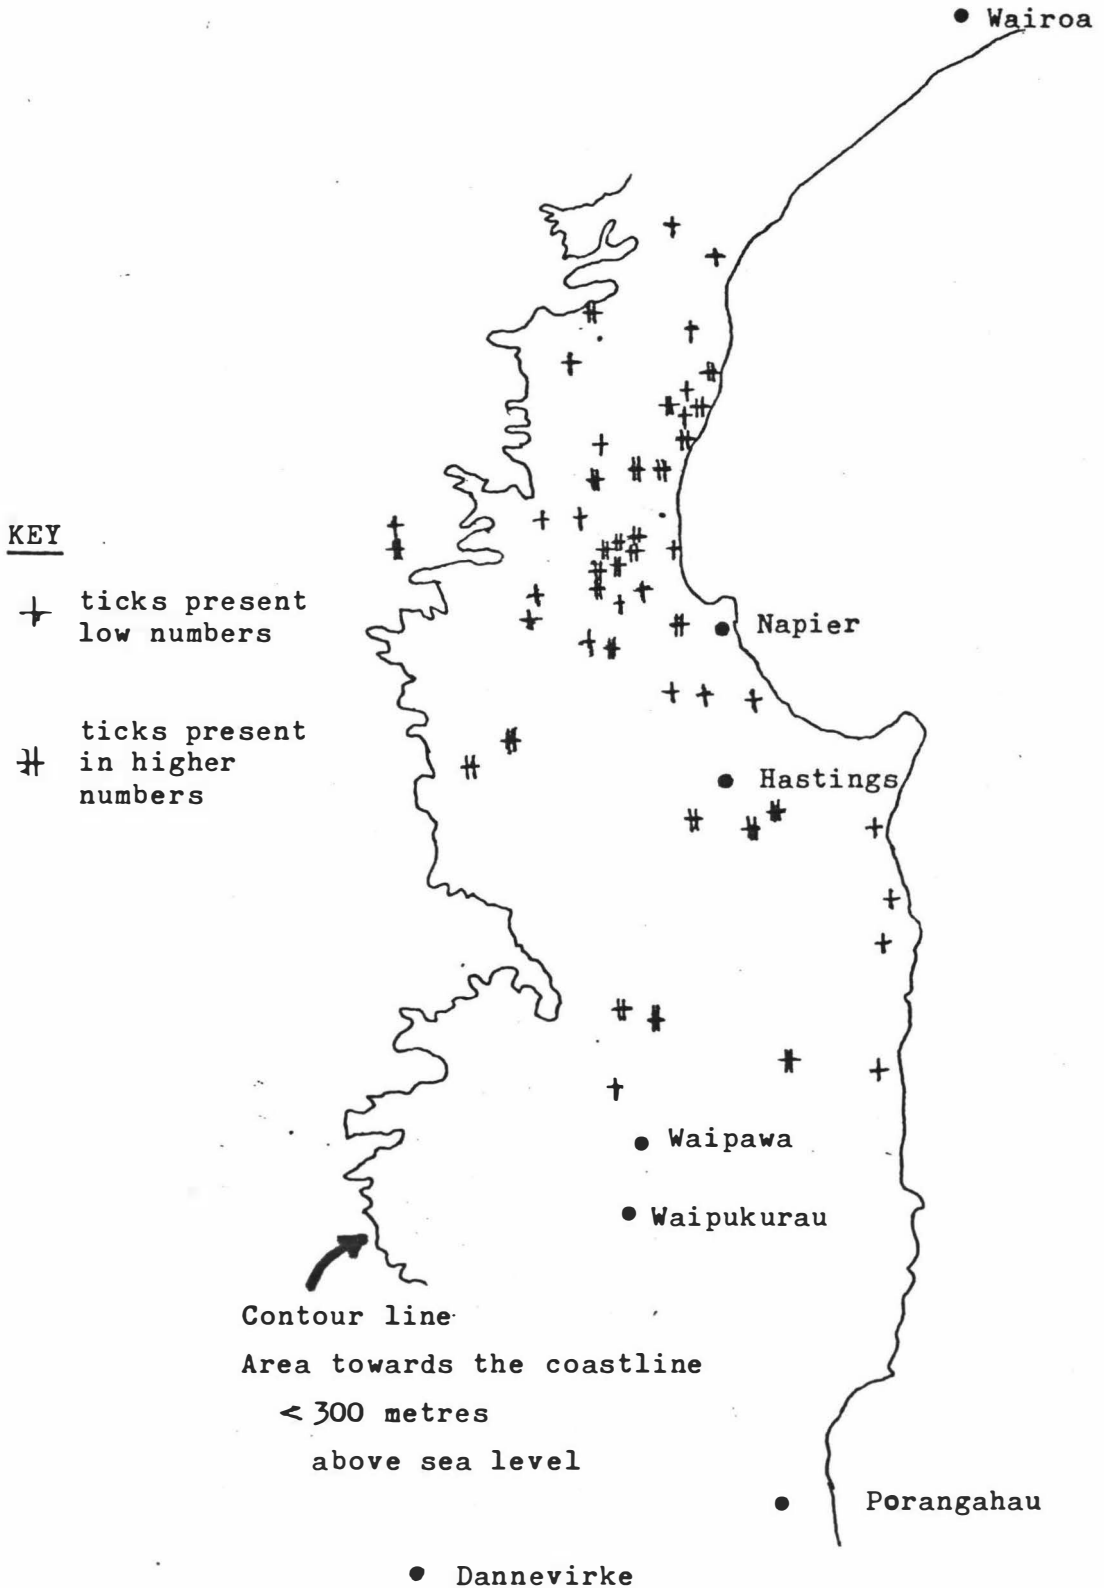 Wairoa
KEY
ticks present
low numbers
Napier
ticks present
in higher
numbers
Hastings
Waipawa
Waipukurau
Contour line
Area towards the coastline
< 300 metres
above sea level
Porangahau
Dannevirke